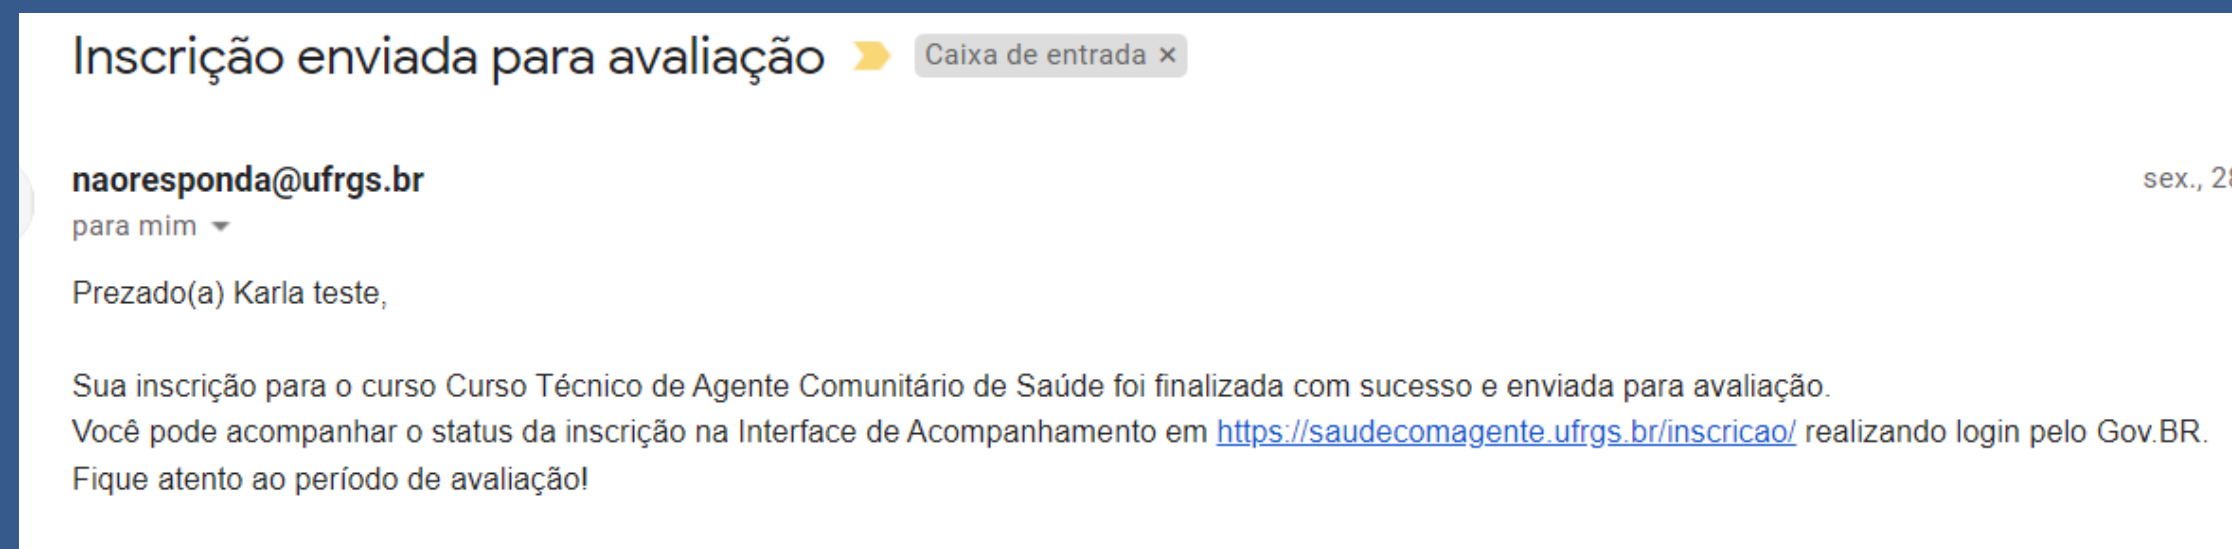 Inscrição enviada para avaliação
Caixa de entrada ×
naoresponda@ufrgs.br
sex., 28
para mim
Prezado(a) Karla teste,
Sua inscrição para o curso Curso Técnico de Agente Comunitário de Saúde foi finalizada com sucesso e enviada para avaliação.
Você pode acompanhar o status da inscrição na Interface de Acompanhamento em https://saudecomagente.ufrgs.br/inscricao/ realizando login pelo Gov.BR.
Fique atento ao período de avaliação!